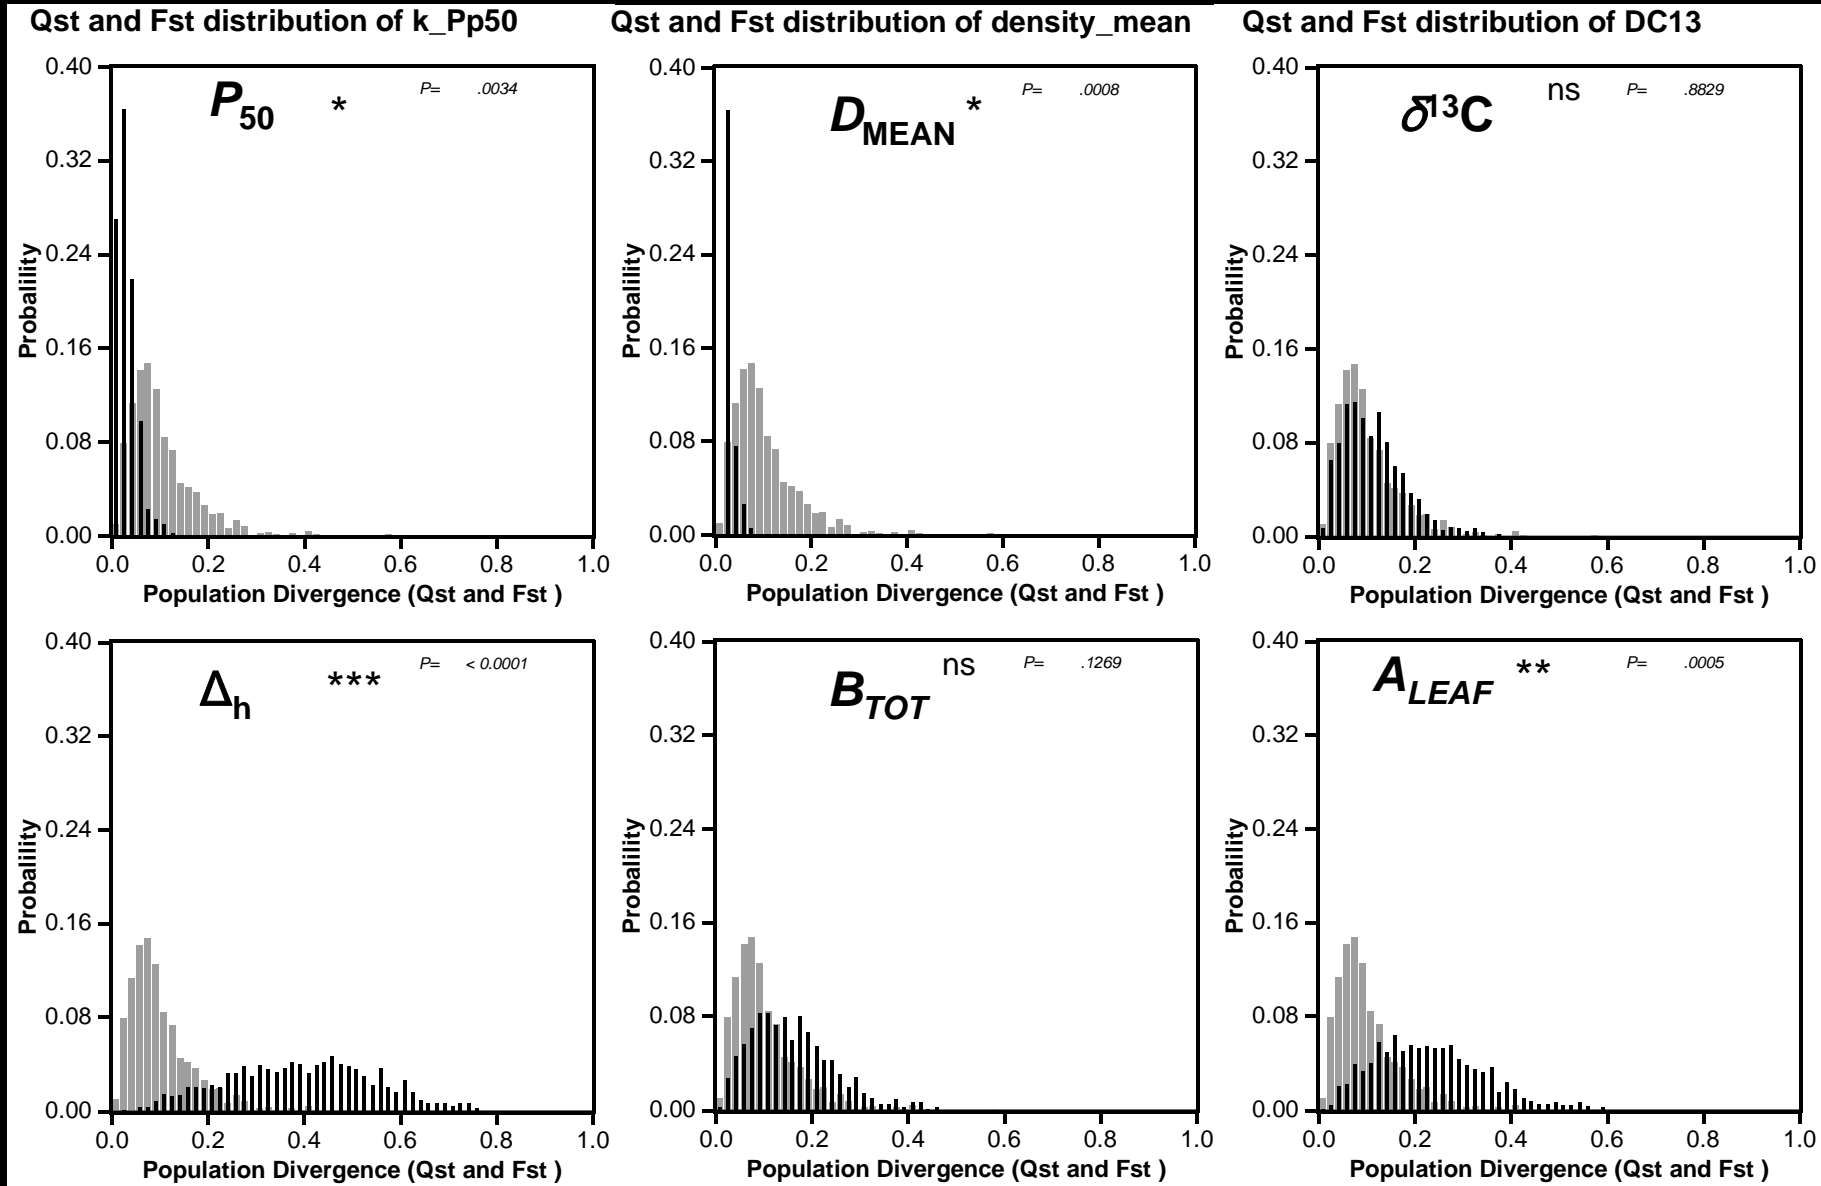 Qst and Fst distribution of k_Pp50
0.40
0.32
0.24
0.16
0.08
0.00
Probalility
P50 *
P= .0034
0.0 0.2 0.4 0.6 0.8 1.0
Population Divergence (Qst and Fst )
Qst and Fst distribution of density_mean
0.40
0.32
0.24
0.16
0.08
0.00
Probalility
DMEAN *
P= .0008
0.0 0.2 0.4 0.6 0.8 1.0
Population Divergence (Qst and Fst )
Qst and Fst distribution of DC13
0.40
0.32
0.24
0.16
0.08
0.00
Probalility
δ13C ns
P= .8829
0.0 0.2 0.4 0.6 0.8 1.0
Population Divergence (Qst and Fst )
0.40
0.32
0.24
0.16
0.08
0.00
Probalility
Δh ***
P= < 0.0001
0.0 0.2 0.4 0.6 0.8 1.0
Population Divergence (Qst and Fst )
0.40
0.32
0.24
0.16
0.08
0.00
Probalility
BTOT ns
P= .1269
0.0 0.2 0.4 0.6 0.8 1.0
Population Divergence (Qst and Fst )
0.40
0.32
0.24
0.16
0.08
0.00
Probalility
ALEAF **
P= .0005
0.0 0.2 0.4 0.6 0.8 1.0
Population Divergence (Qst and Fst )